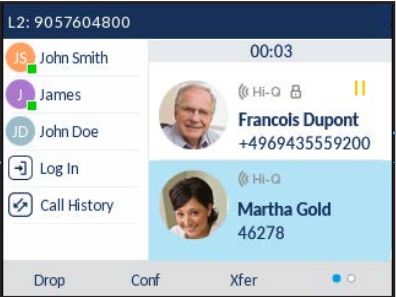 L2: 9057604800
JS John Smith
J James
JD John Doe
Log In
Call History
00:03
Hi-Q
Francois Dupont
+4969435559200
Hi-Q
Martha Gold
46278
Drop Conf Xfer